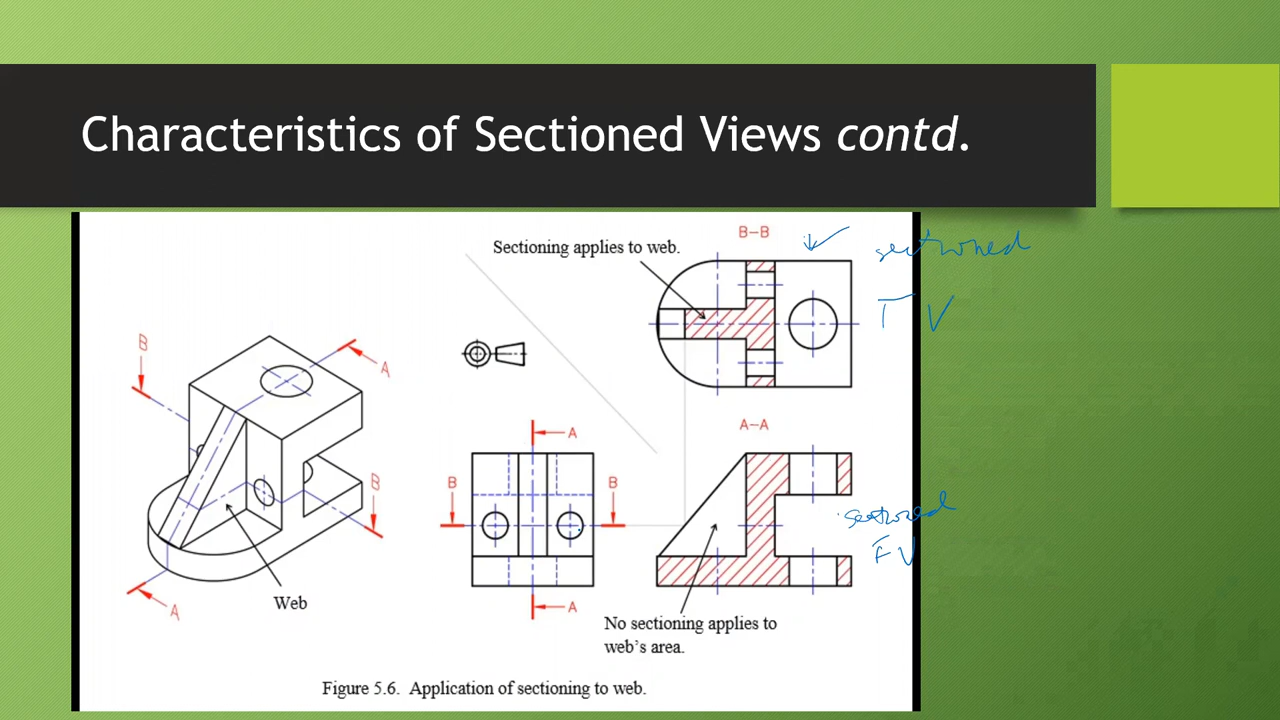 Characteristics of Sectioned Views contd.
B-B
Sectioning applies to web.
sectioned
TV
B
A
A-A
A
B
B
B
sectioned
FV
A
Web
A
No sectioning applies to
web's area.
Figure 5.6. Application of sectioning to web.